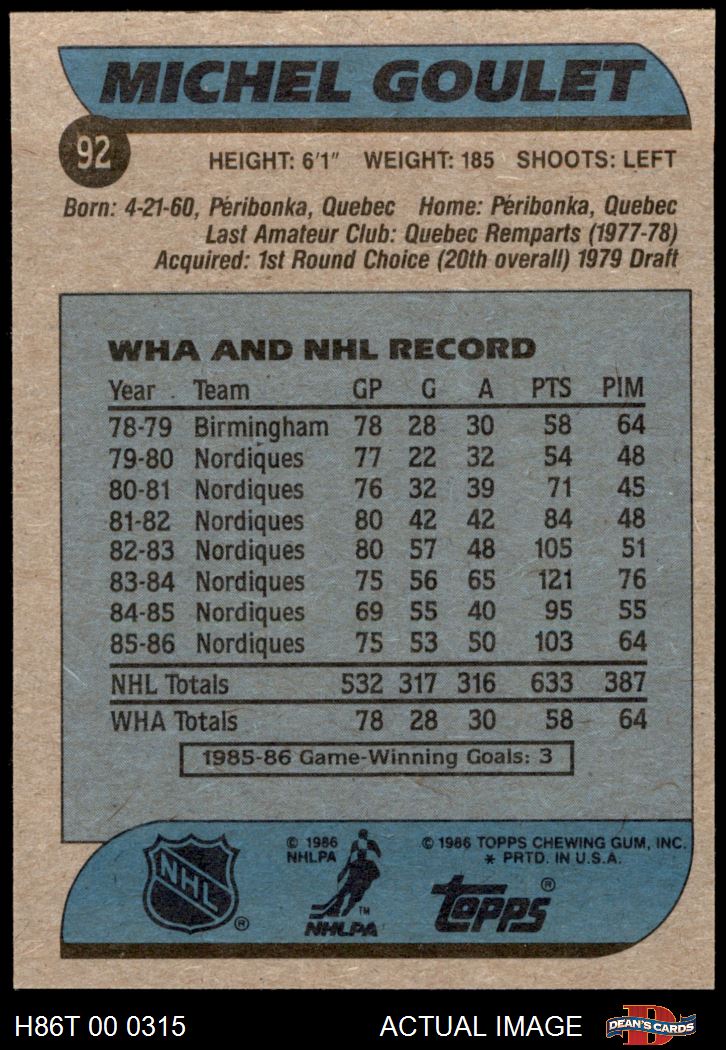 MICHEL GOULET
92
HEIGHT: 6'1" WEIGHT: 185 SHOOTS: LEFT
Born: 4-21-60, Péribonka, Quebec Home: Péribonka, Quebec
Last Amateur Club: Quebec Remparts (1977-78)
Acquired: 1st Round Choice (20th overall) 1979 Draft
WHA AND NHL RECORD
Year Team GP G A PTS PIM
78-79 Birmingham 78 28 30 58 64
79-80 Nordiques 77 22 32 54 48
80-81 Nordiques 76 32 39 71 45
81-82 Nordiques 80 42 42 84 48
82-83 Nordiques 80 57 48 105 51
83-84 Nordiques 75 56 65 121 76
84-85 Nordiques 69 55 40 95 55
85-86 Nordiques 75 53 50 103 64
NHL Totals 532 317 316 633 387
WHA Totals 78 28 30 58 64
1985-86 Game-Winning Goals: 3
NHL ®
© 1986
NHLPA
TM
NHLPA
© 1986 TOPPS CHEWING GUM, INC.
* PRTD. IN U.S.A.
topps ®
H86T 00 0315 ACTUAL IMAGE
D
DEAN'S CARDS